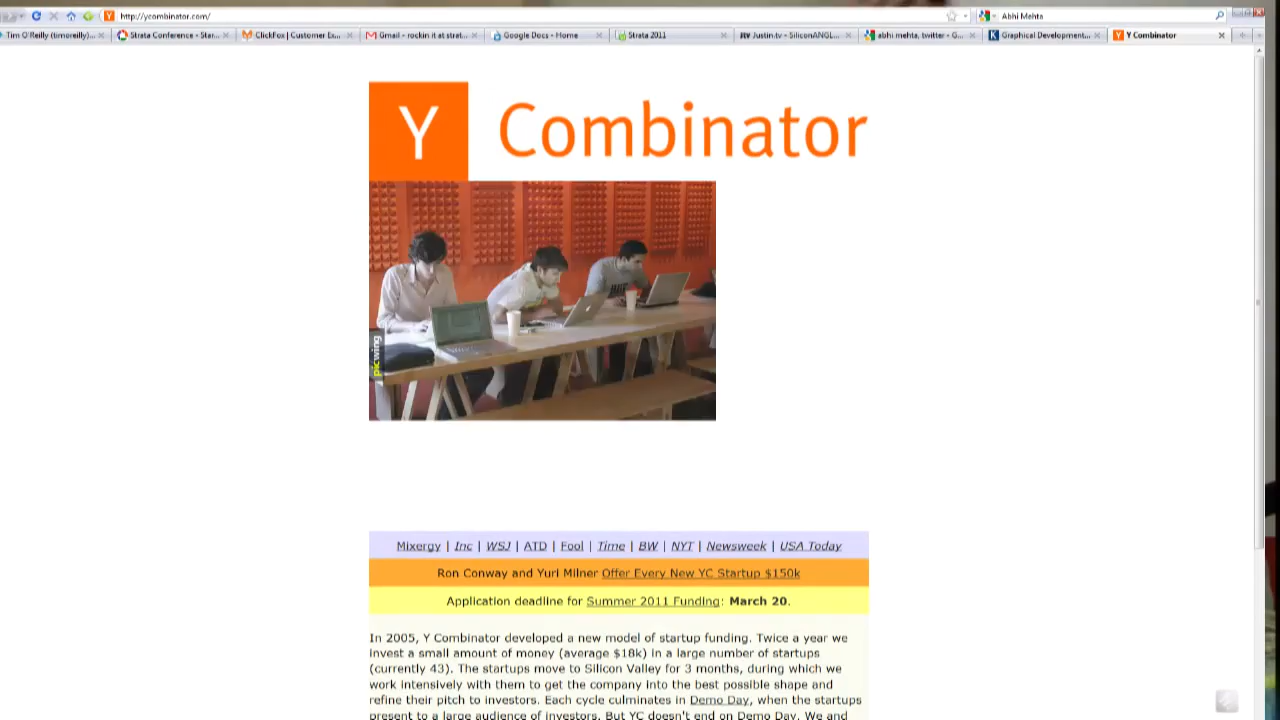 http://ycombinator.com/
Abhi Mehta
Tim O'Reilly (timoreilly)...
Strata Conference - Star...
ClickFox | Customer Ex...
Gmail - rockin it at strat...
Google Docs - Home
Strata 2011
Justin.tv - SiliconANGL...
abhi mehta, twitter - G...
Graphical Development...
Y Combinator
Y Combinator
picwing
Mixergy | Inc | WSJ | ATD | Fool | Time | BW | NYT | Newsweek | USA Today
Ron Conway and Yuri Milner Offer Every New YC Startup $150k
Application deadline for Summer 2011 Funding: March 20.
In 2005, Y Combinator developed a new model of startup funding. Twice a year we
invest a small amount of money (average $18k) in a large number of startups
(currently 43). The startups move to Silicon Valley for 3 months, during which we
work intensively with them to get the company into the best possible shape and
refine their pitch to investors. Each cycle culminates in Demo Day, when the startups
present to a large audience of investors. But YC doesn't end on Demo Day. We and